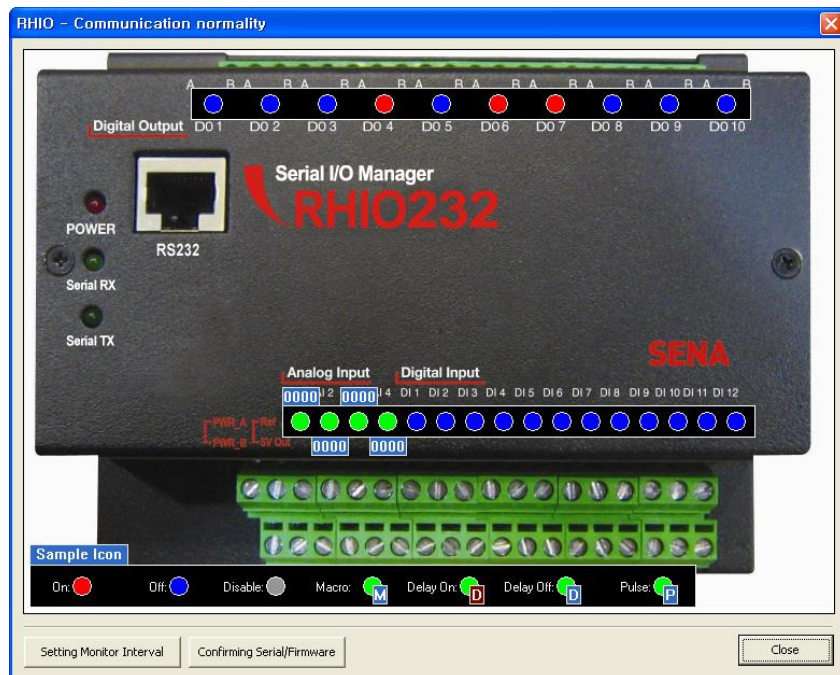 RHIO - Communication normality
A B A B A B A B A B A B A B A B A B A B
Digital Output DO 1 DO 2 DO 3 DO 4 DO 5 DO 6 DO 7 DO 8 DO 9 DO 10
Serial I/O Manager
RHIO232
POWER
RS232
Serial RX
Serial TX
SENA
Analog Input Digital Input
0000 I 2 0000 I 4 DI 1 DI 2 DI 3 DI 4 DI 5 DI 6 DI 7 DI 8 DI 9 DI 10 DI 11 DI 12
PWR_A Ref
PWR_B 5V Out
0000 0000
Sample Icon
On: Off: Disable: Macro: M Delay On: D Delay Off: D Pulse: P
Setting Monitor Interval Confirming Serial/Firmware Close